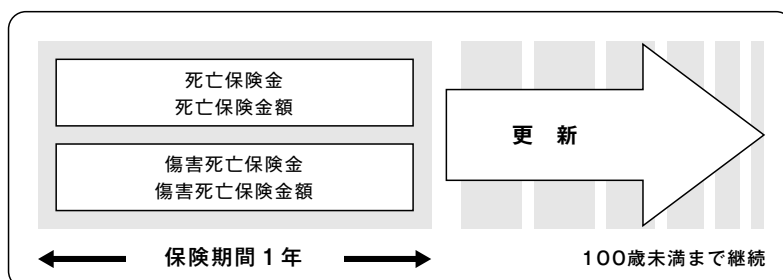 死亡保険金
死亡保険金額
傷害死亡保険金
傷害死亡保険金額
更 新
保険期間1年
100歳未満まで継続